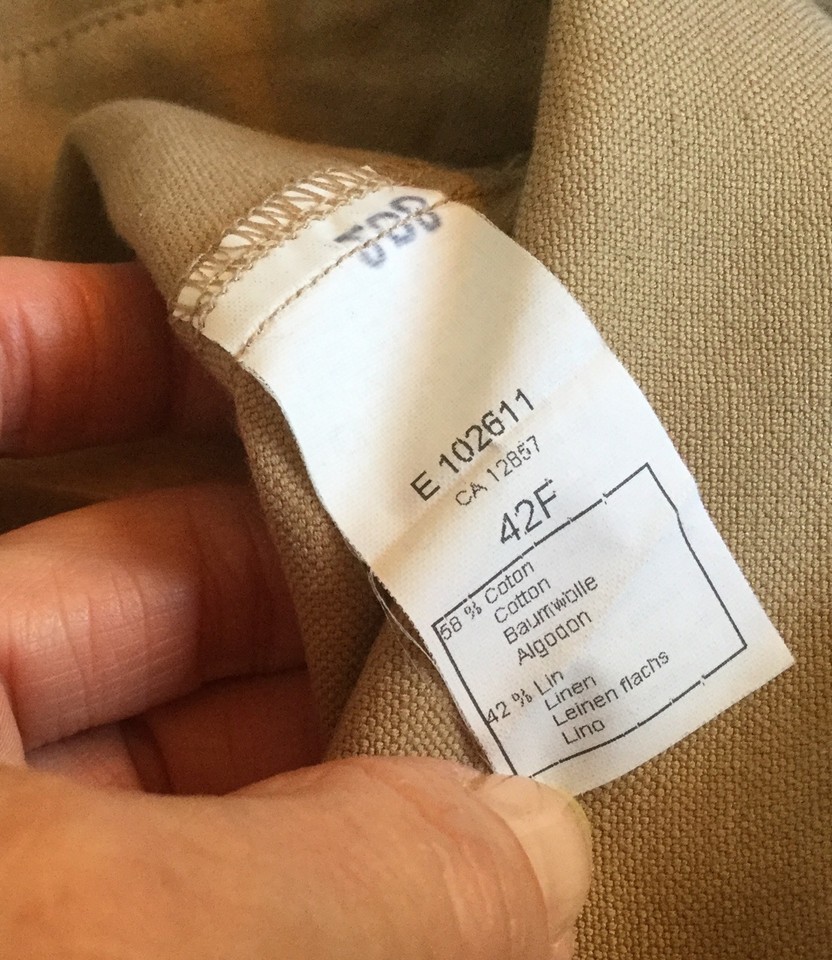 E 102611
CA 12857
42F
58 % Coton
Cotton
Baumwolle
Algodon
42 % Lin
Linen
Leinen flachs
Lino